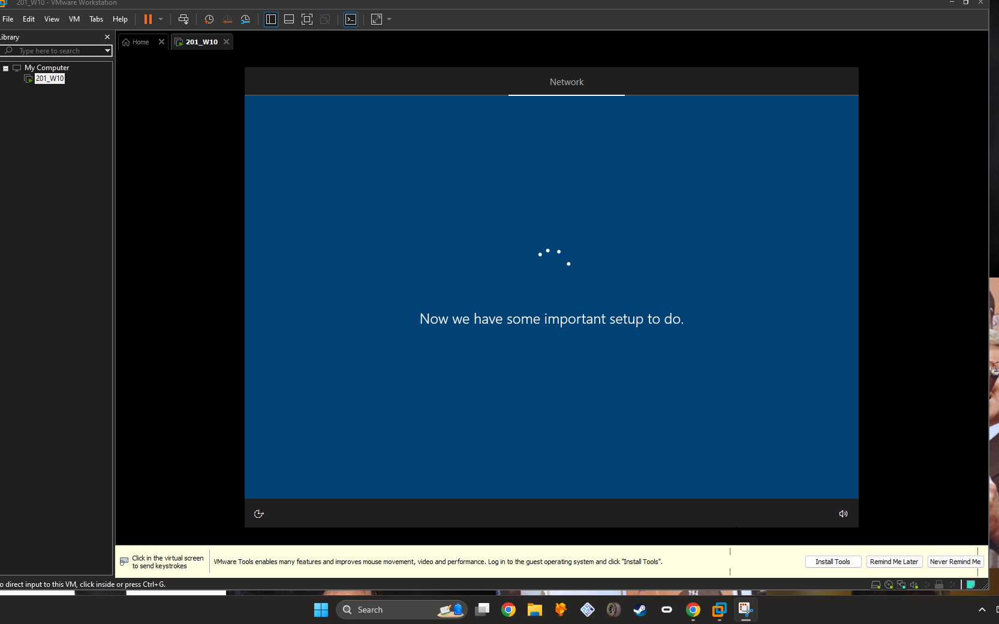 201_W10 - VMware Workstation
File Edit View VM Tabs Help
Library
Type here to search
My Computer
201_W10
Home
201_W10
Network
Now we have some important setup to do.
Click in the virtual screen
to send keystrokes
VMware Tools enables many features and improves mouse movement, video and performance. Log in to the guest operating system and click "Install Tools".
Install Tools
Remind Me Later
Never Remind Me
o direct input to this VM, click inside or press Ctrl+G.
Search